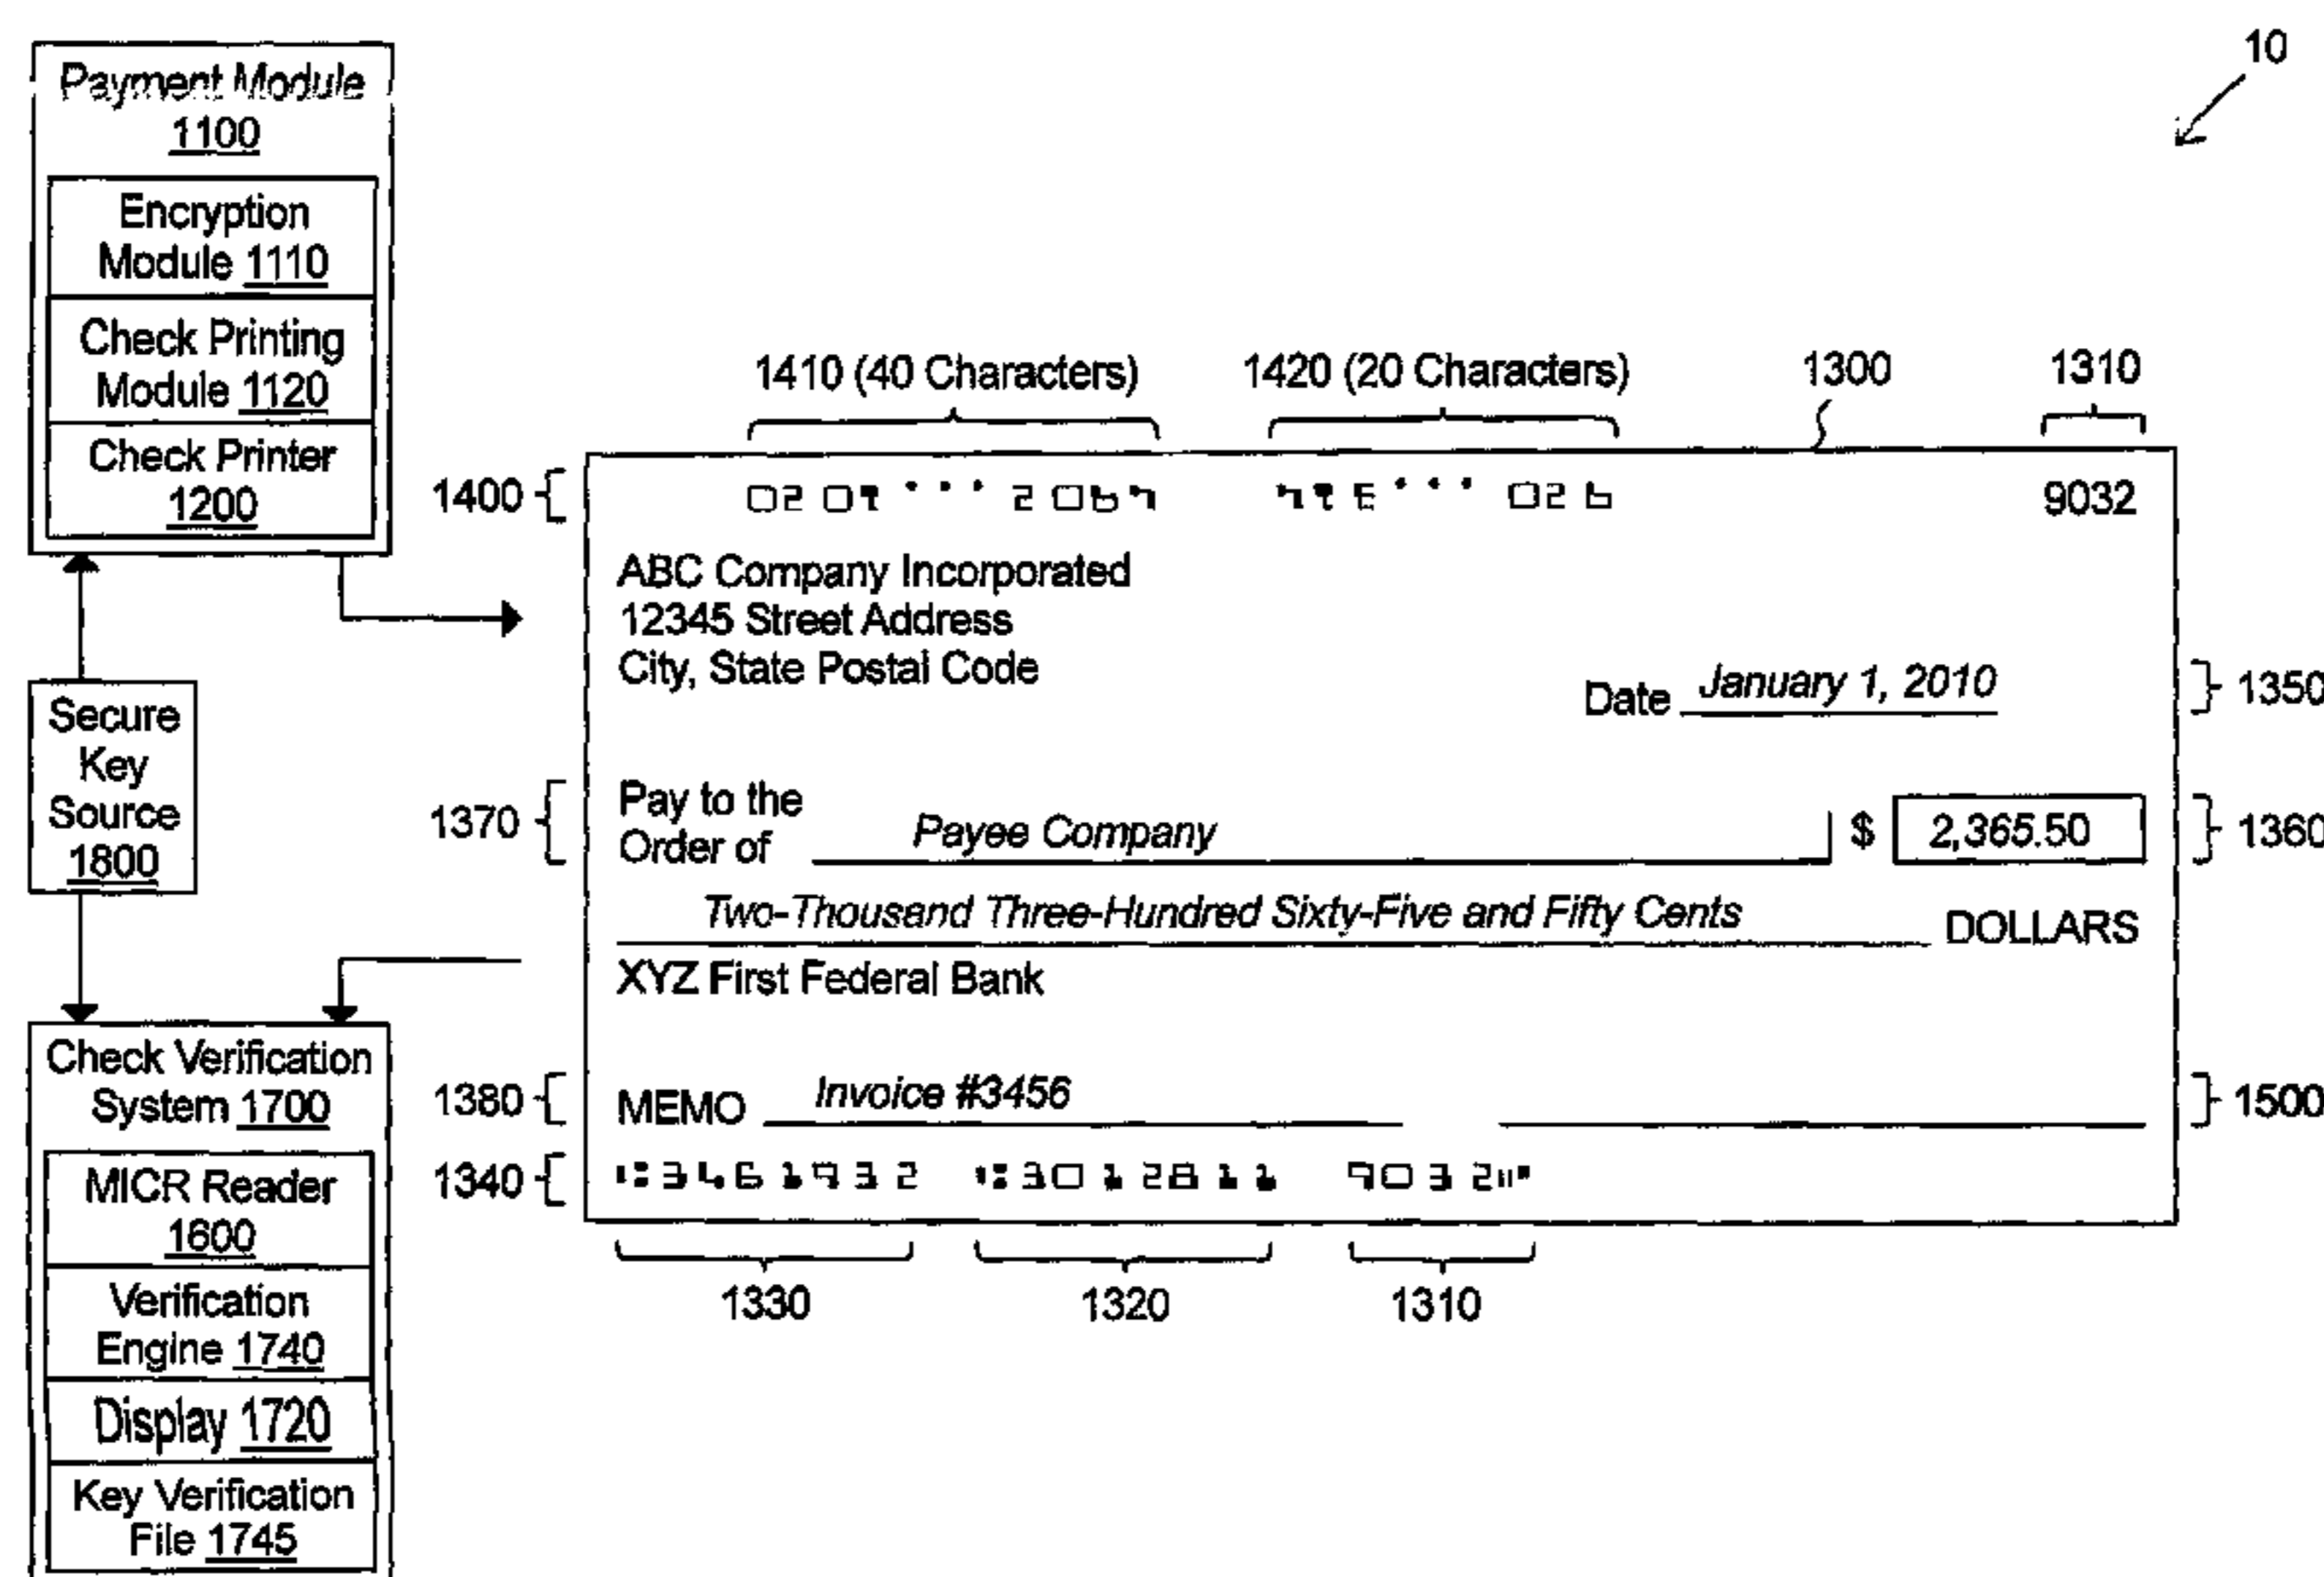 10
Payment Module
1100
Encryption
Module 1110
Check Printing
Module 1120
Check Printer
1200
Secure
Key
Source
1800
Check Verification
System 1700
MICR Reader
1600
Verification
Engine 1740
Display 1720
Key Verification
File 1745
1410 (40 Characters)
1420 (20 Characters)
1300
1310
1400
9032
ABC Company Incorporated
12345 Street Address
City, State Postal Code
Date January 1, 2010
1350
1370
Pay to the
Order of Payee Company $ 2,365.50
1360
Two-Thousand Three-Hundred Sixty-Five and Fifty Cents DOLLARS
XYZ First Federal Bank
1380
MEMO Invoice #3456
1500
1340
⑆3461932 ⑆3012811 9032⑈
1330
1320
1310